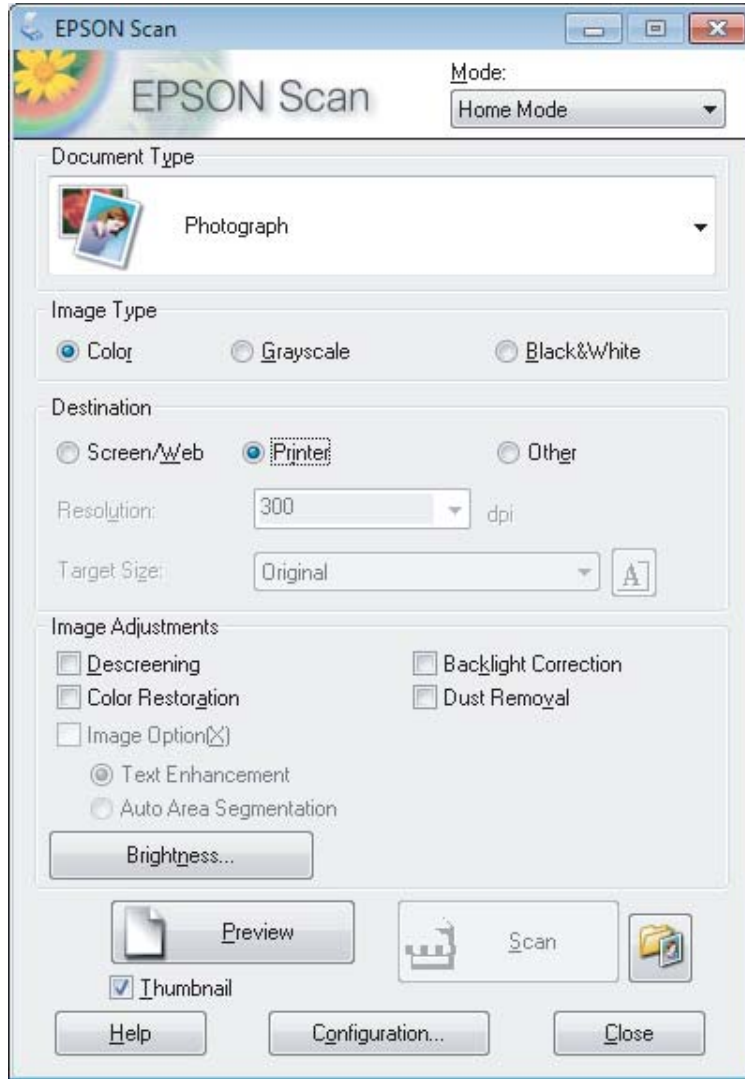 EPSON Scan
EPSON Scan
Mode:
Home Mode
Document Type
Photograph
Image Type
Color Grayscale Black&White
Destination
Screen/Web Printer Other
Resolution: 300 dpi
Target Size: Original A
Image Adjustments
Descreening Backlight Correction
Color Restoration Dust Removal
Image Option(X)
Text Enhancement
Auto Area Segmentation
Brightness...
Preview Scan
Thumbnail
Help Configuration... Close